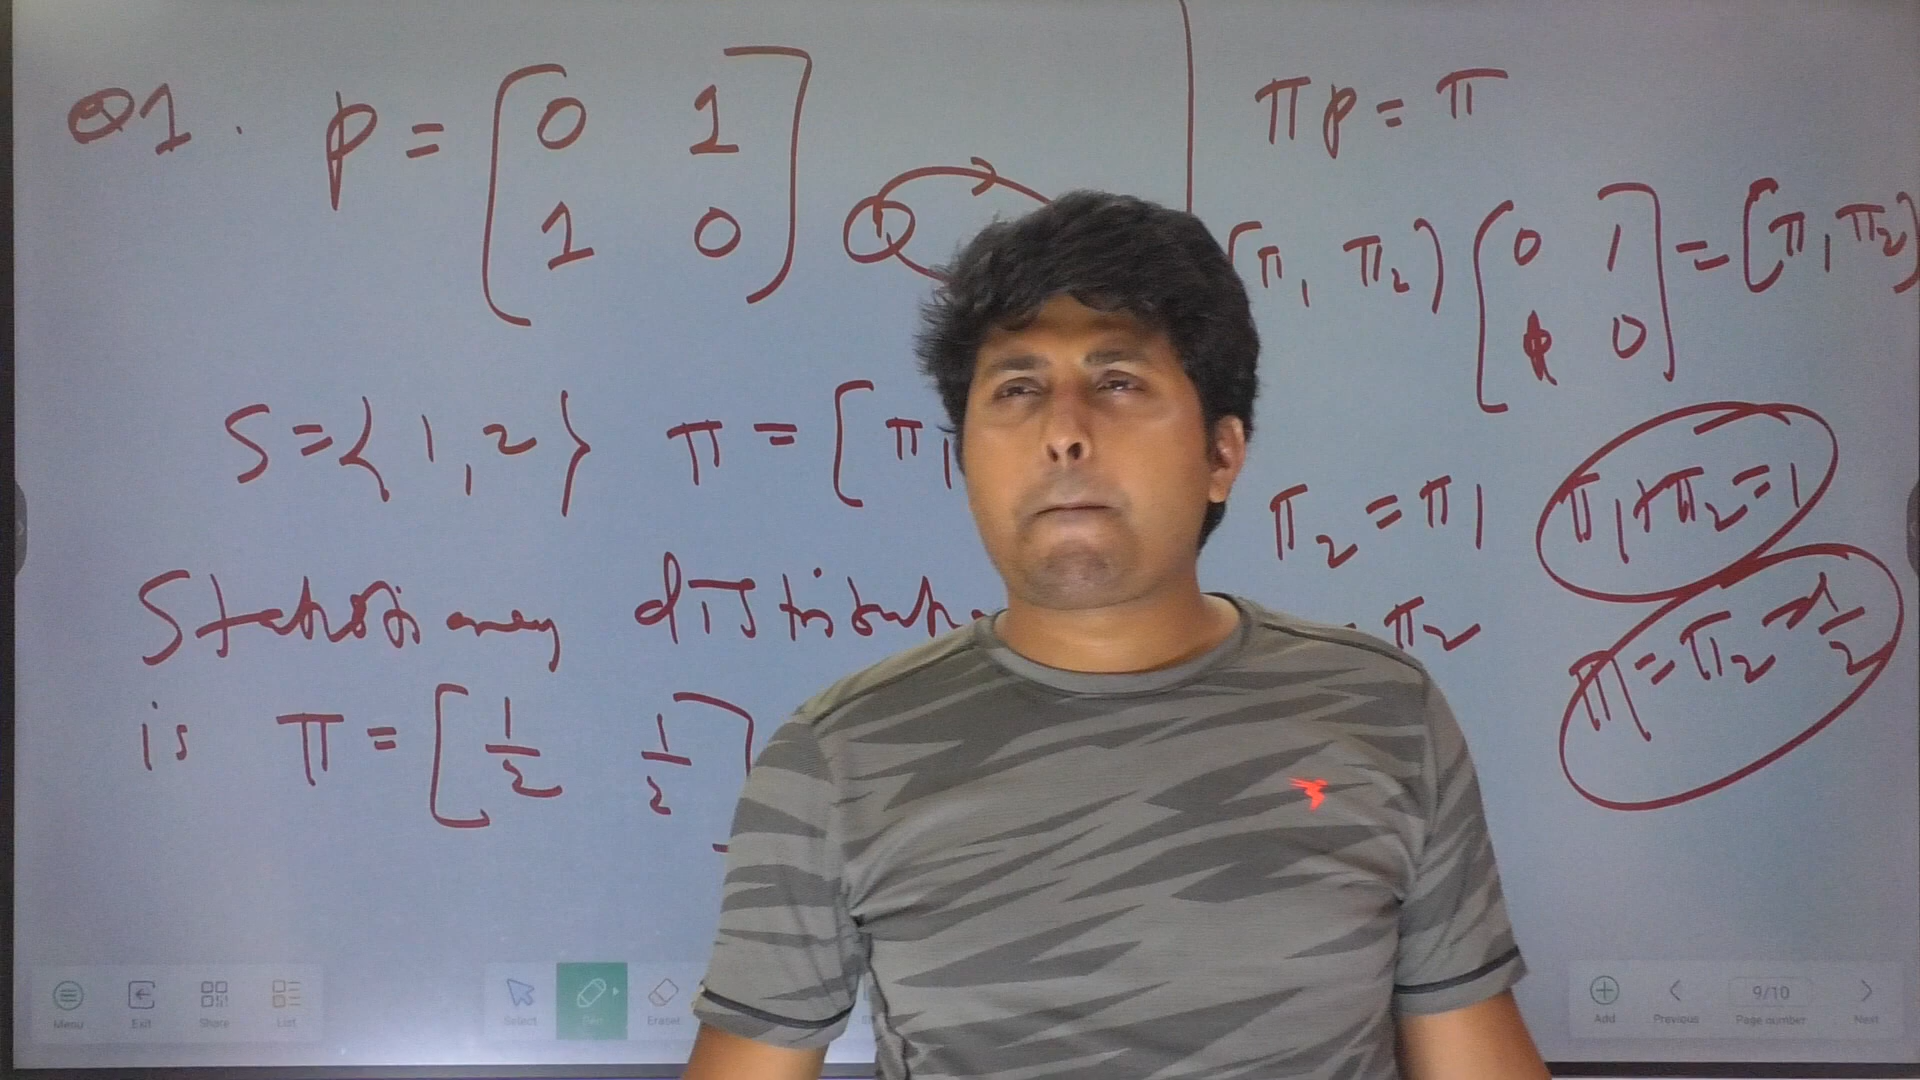 Q1. P = [0 1
1 0]
1
S = {1, 2} π = [π1
Stationary
is π = [1/2 1/2]
πP = π
(π1, π2) [0 1
1 0] = (π1, π2)
π2 = π1 π1+π2=1
π2
π1 = π2 = 1/2
Menu Exit Share List
Select Pen Eraser
Add Previous 9/10 Page number Next